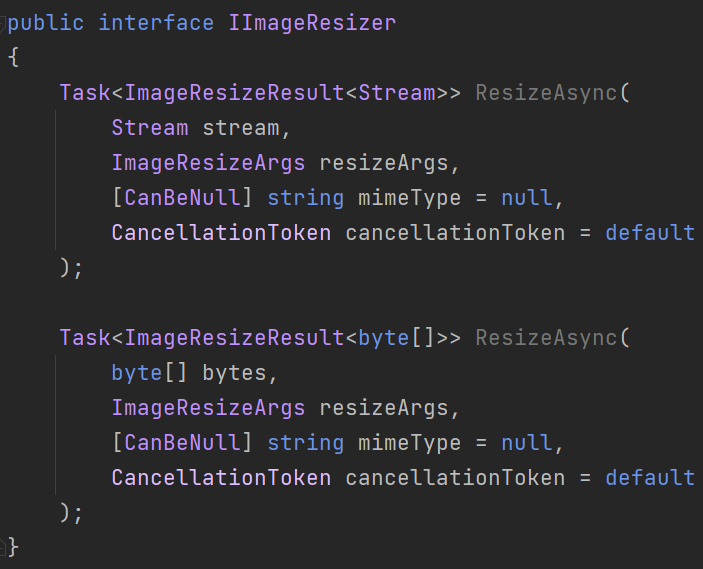 public interface IImageResizer
{
    Task<ImageResizeResult<Stream>> ResizeAsync(
        Stream stream,
        ImageResizeArgs resizeArgs,
        [CanBeNull] string mimeType = null,
        CancellationToken cancellationToken = default
    );

    Task<ImageResizeResult<byte[]>> ResizeAsync(
        byte[] bytes,
        ImageResizeArgs resizeArgs,
        [CanBeNull] string mimeType = null,
        CancellationToken cancellationToken = default
    );
}